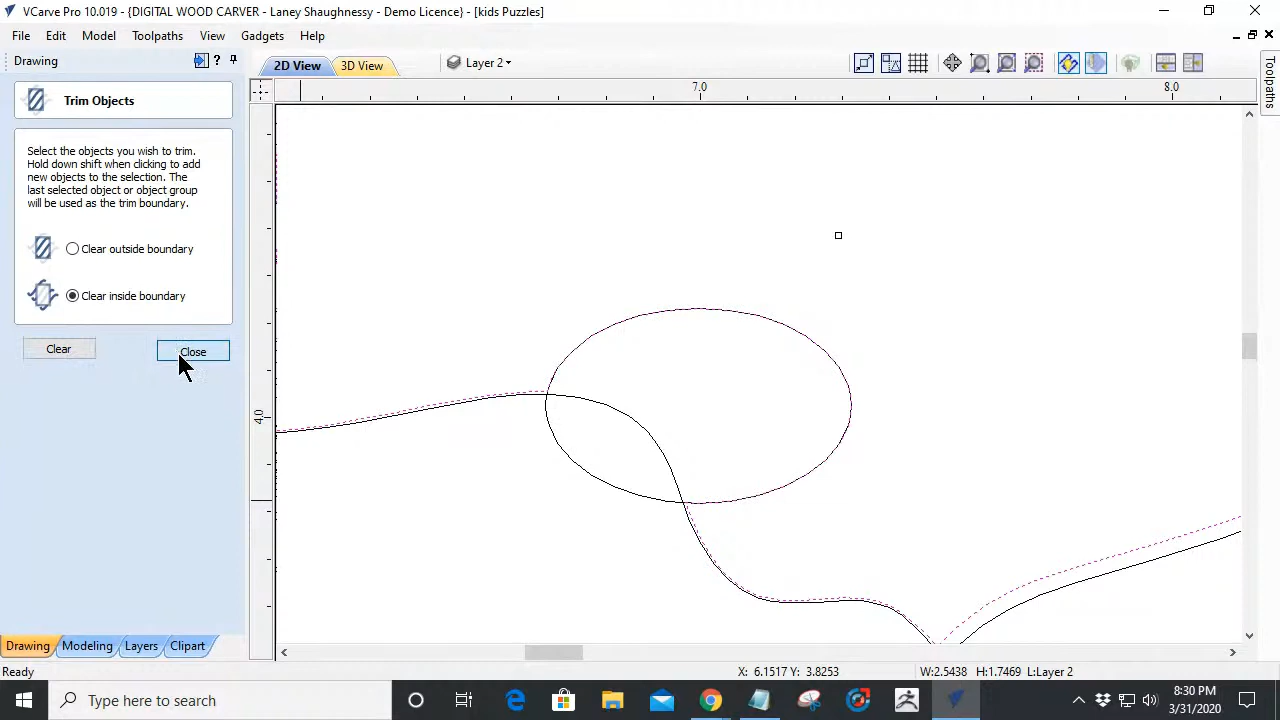 VCarve Pro 10.019 - {DIGITAL WOOD CARVER - Laney Shaughnessy - Demo Licence} - [kids Puzzles]
File Edit Model Toolpaths View Gadgets Help
Drawing
2D View 3D View Layer 2
Toolpaths
7.0 8.0
Trim Objects
Select the objects you wish to trim.
Hold down shift when clicking to add
new objects to the selection. The
last selected object or object group
will be used as the trim boundary.
Clear outside boundary
Clear inside boundary
Clear Close
4.0
Drawing Modeling Layers Clipart
Ready X: 6.1517 Y: 3.8253 W:2.5438 H:1.7469 L:Layer 2
Type here to search
8:30 PM
3/31/2020